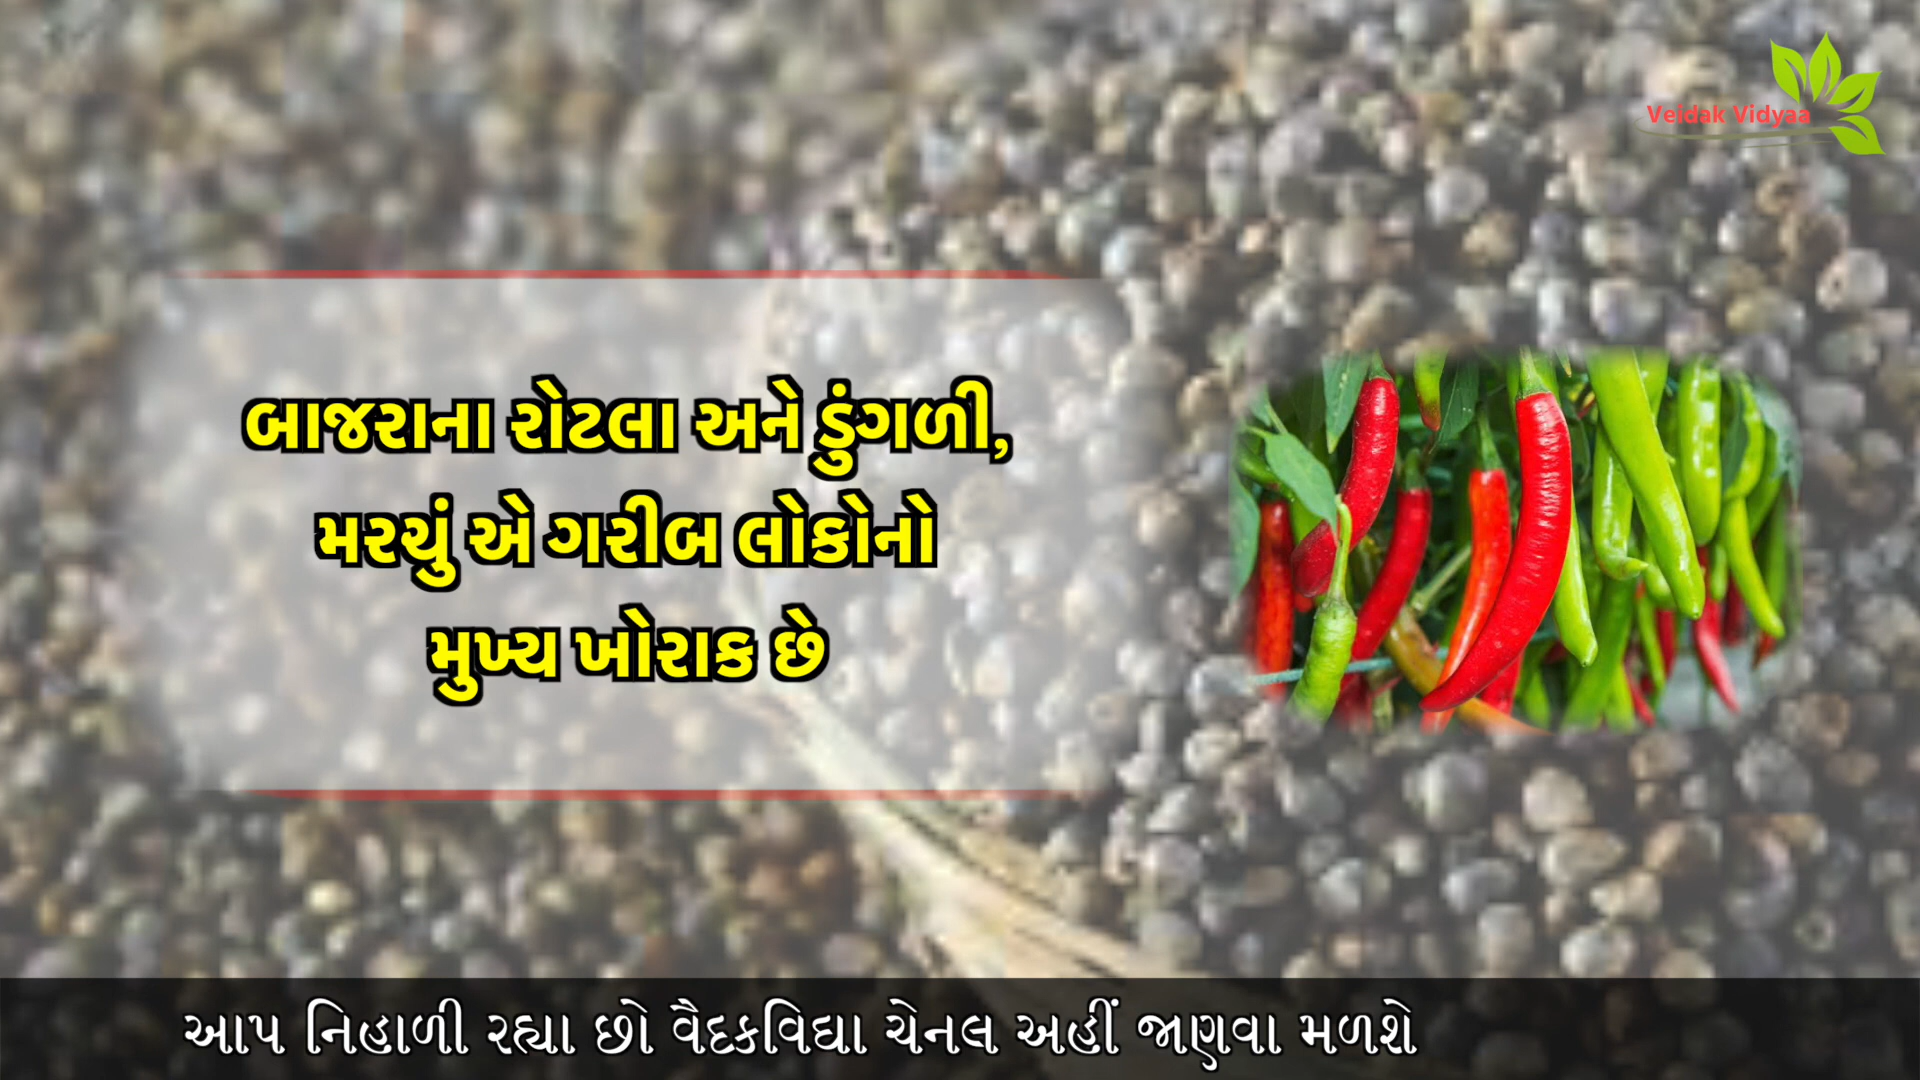 Veidak Vidyaa
બાજરાના રોટલા અને ડુંગળી,
મરચું એ ગરીબ લોકોનો
મુખ્ય ખોરાક છે
આપ નિહાળી રહ્યા છો વૈદકવિદ્યા ચેનલ અહીં જાણવા મળશે